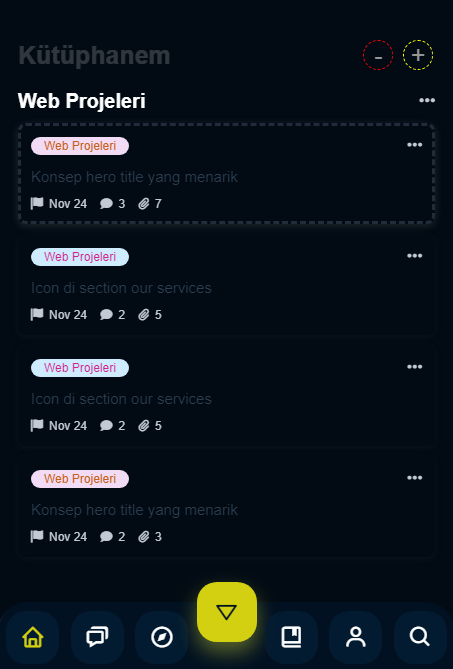 Kütüphanem
- +
Web Projeleri
Web Projeleri
Konsep hero title yang menarik
Nov 24 3 7
Web Projeleri
Icon di section our services
Nov 24 2 5
Web Projeleri
Icon di section our services
Nov 24 2 5
Web Projeleri
Konsep hero title yang menarik
Nov 24 2 3